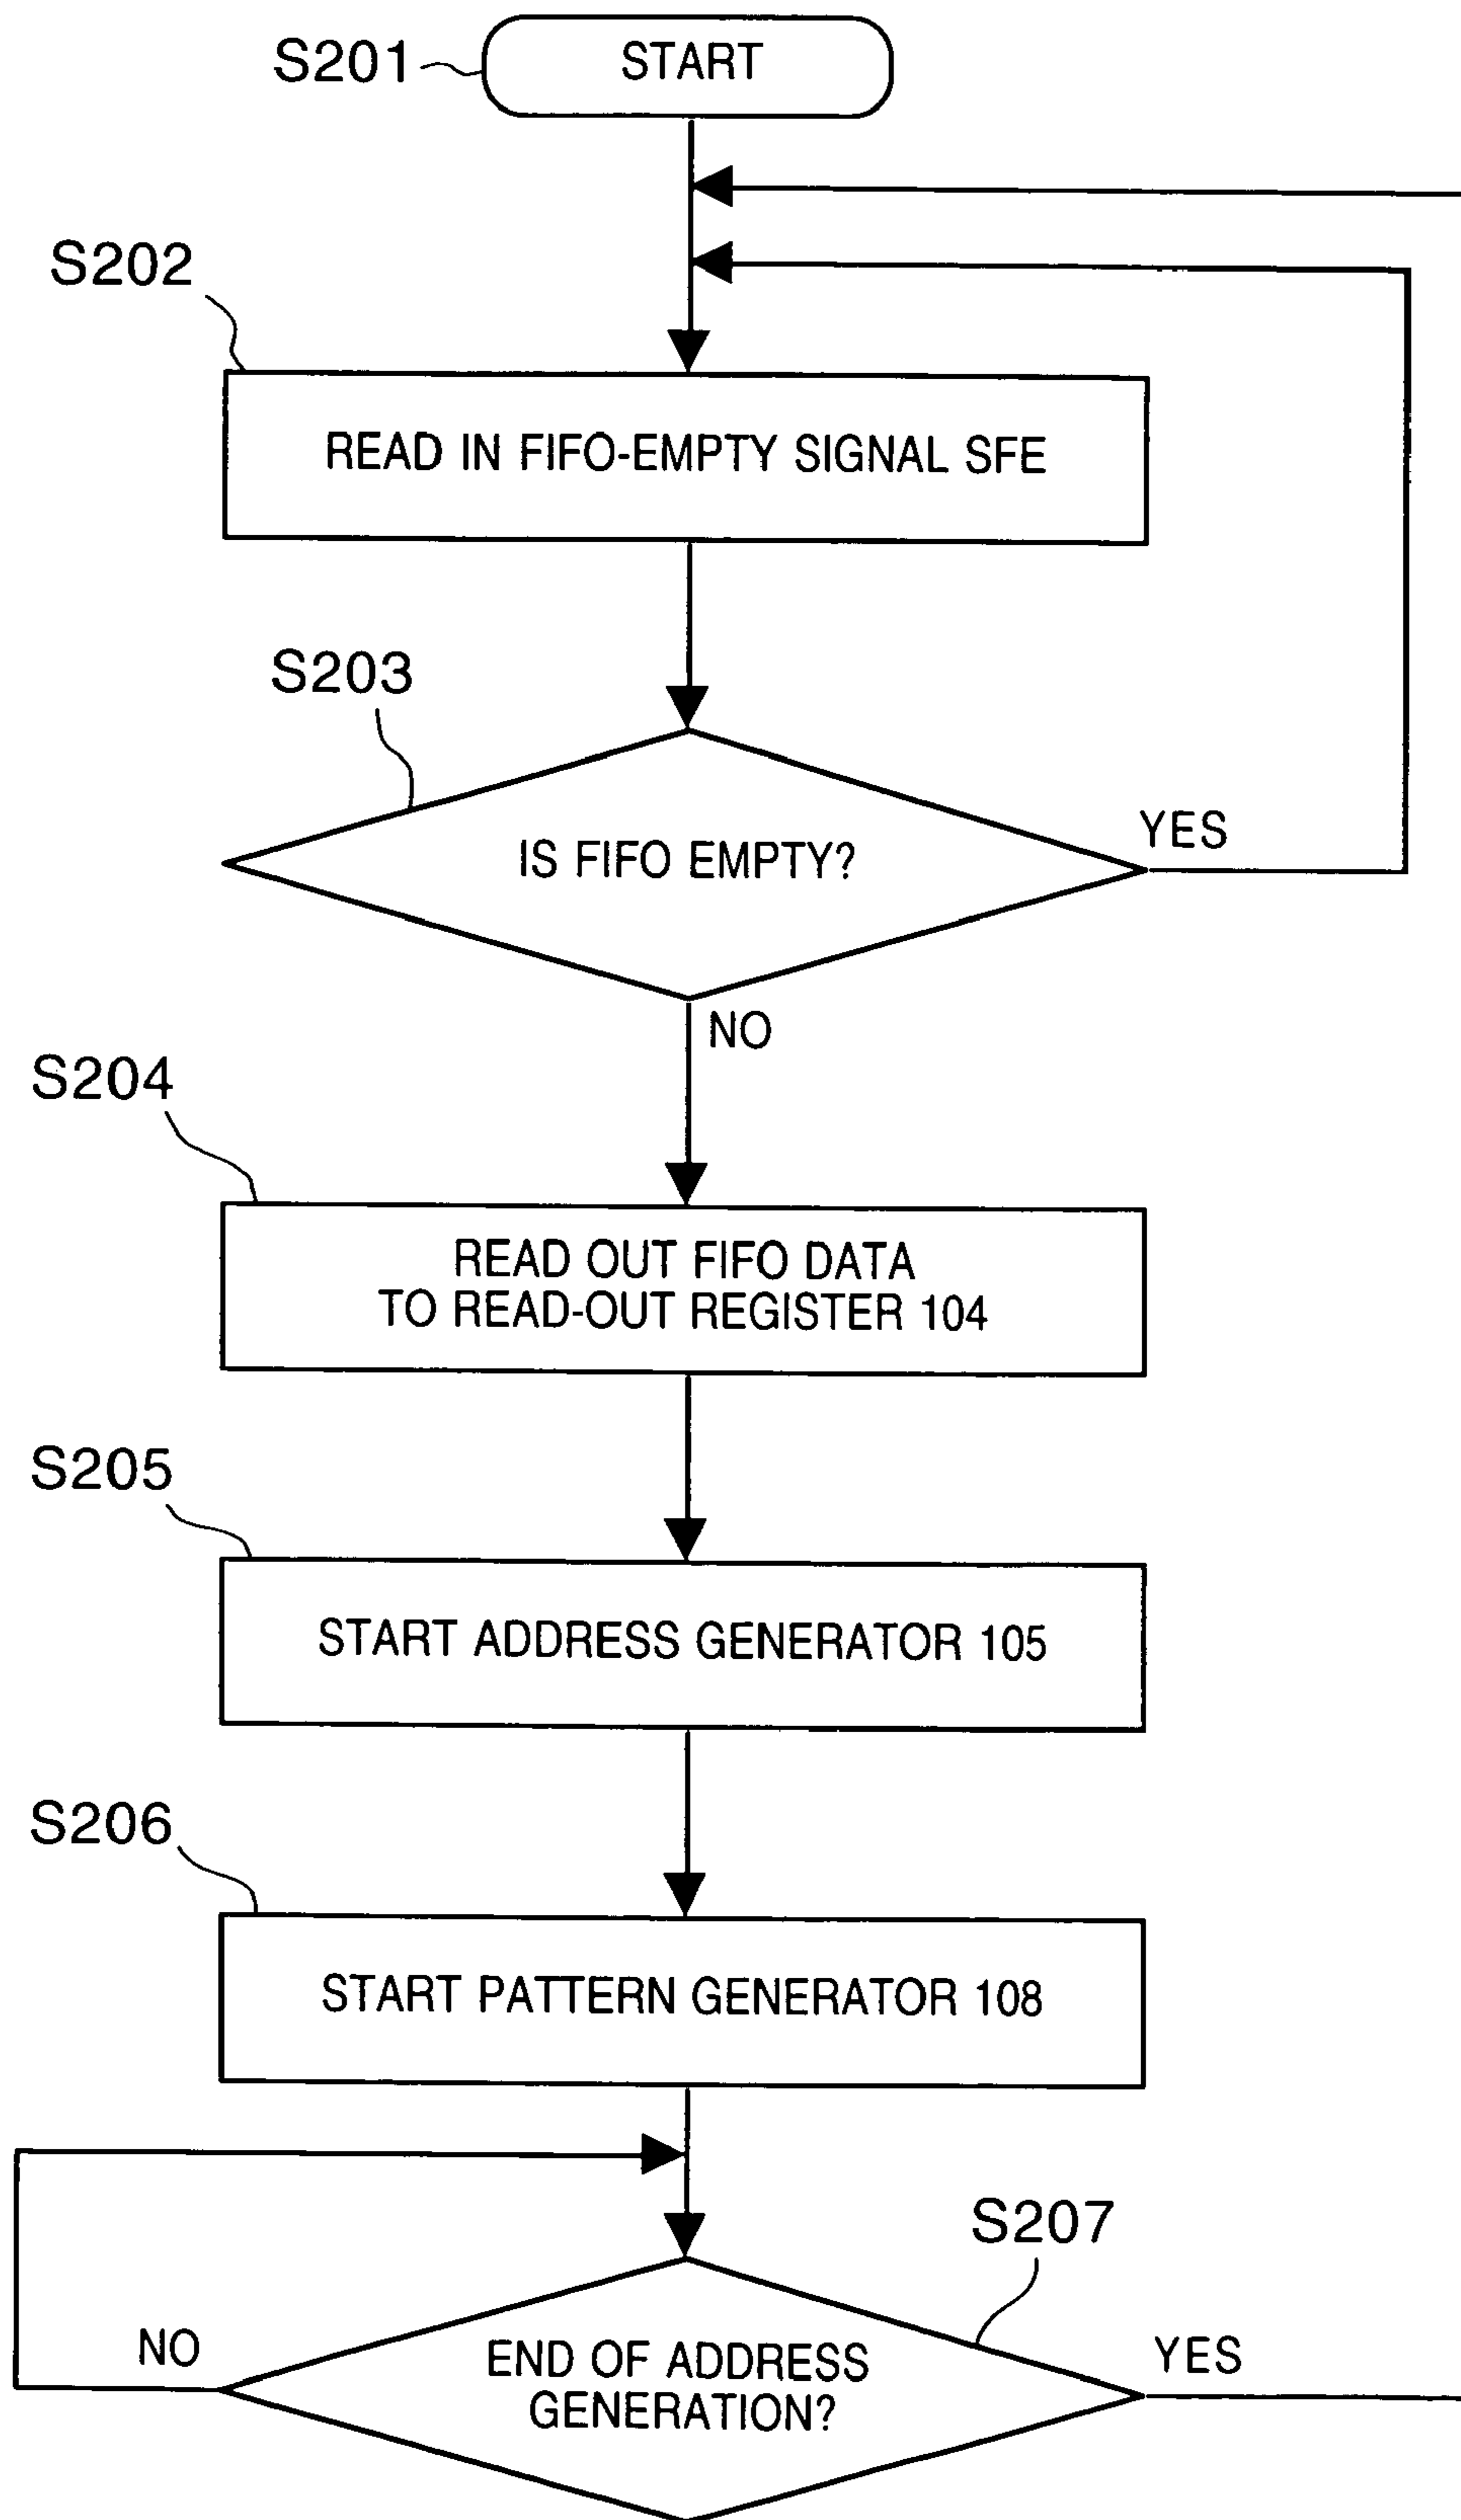 S201
START
S202
READ IN FIFO-EMPTY SIGNAL SFE
S203
IS FIFO EMPTY?
YES
NO
S204
READ OUT FIFO DATA
TO READ-OUT REGISTER 104
S205
START ADDRESS GENERATOR 105
S206
START PATTERN GENERATOR 108
S207
NO
END OF ADDRESS
GENERATION?
YES